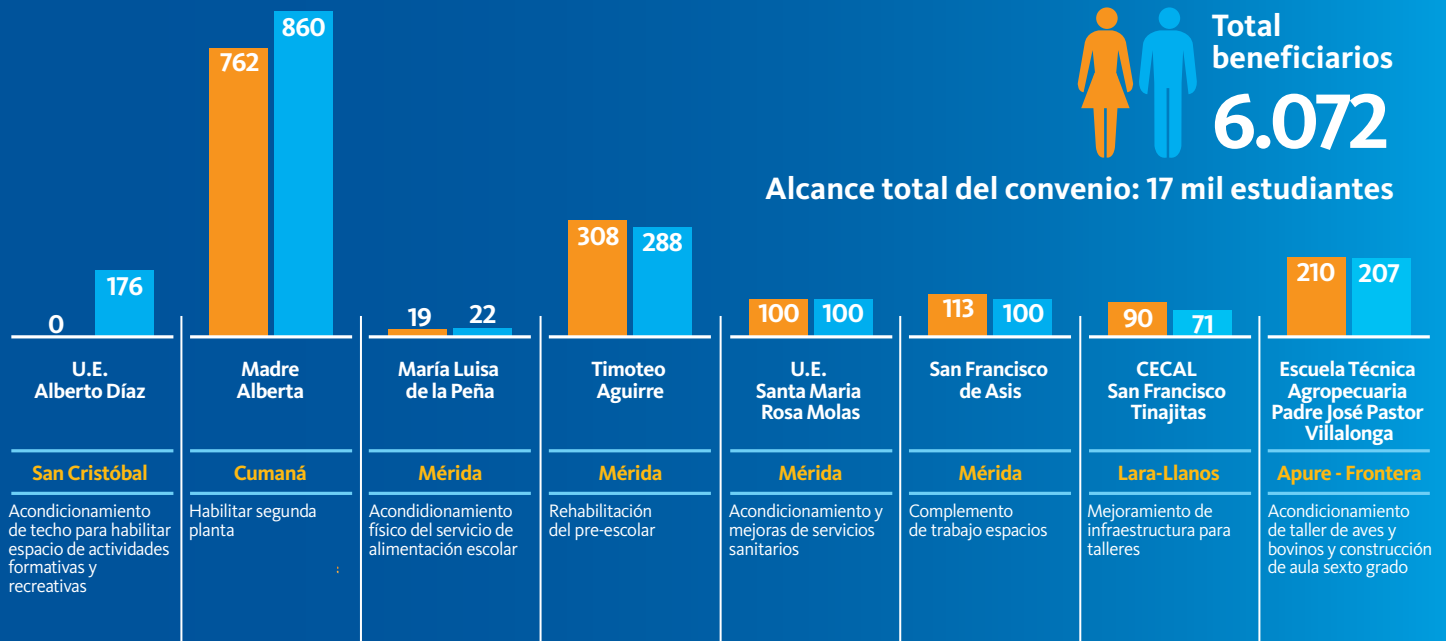 Total
beneficiarios
6.072
Alcance total del convenio: 17 mil estudiantes
0
176
U.E.
Alberto Díaz
San Cristóbal
Acondicionamiento
de techo para habilitar
espacio de actividades
formativas y
recreativas
762
860
Madre
Alberta
Cumaná
Habilitar segunda
planta
19
22
María Luisa
de la Peña
Mérida
Acondidionamiento
físico del servicio de
alimentación escolar
308
288
Timoteo
Aguirre
Mérida
Rehabilitación
del pre-escolar
100
100
U.E.
Santa Maria
Rosa Molas
Mérida
Acondicionamiento y
mejoras de servicios
sanitarios
113
100
San Francisco
de Asis
Mérida
Complemento
de trabajo espacios
90
71
CECAL
San Francisco
Tinajitas
Lara-Llanos
Mejoramiento de
infraestructura para
talleres
210
207
Escuela Técnica
Agropecuaria
Padre José Pastor
Villalonga
Apure - Frontera
Acondicionamiento
de taller de aves y
bovinos y construcción
de aula sexto grado